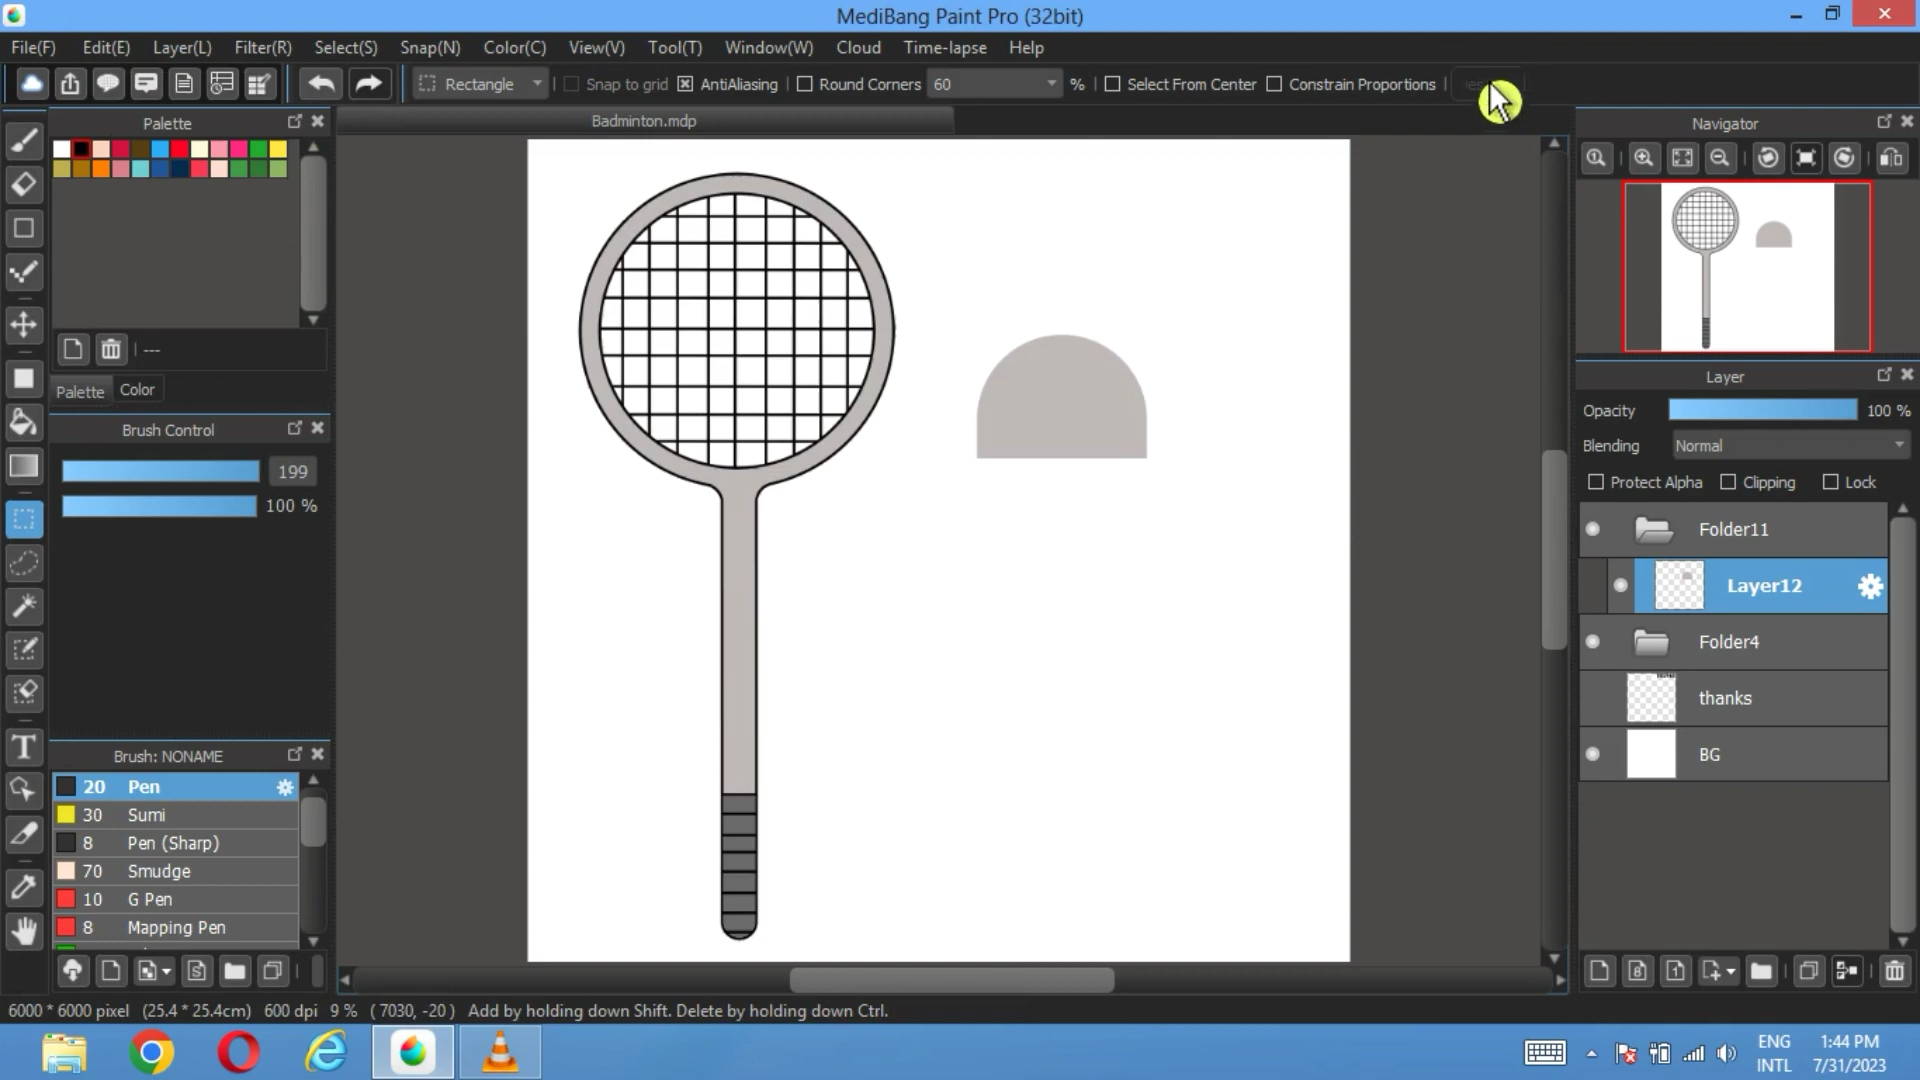 MediBang Paint Pro (32bit)
File(F) Edit(E) Layer(L) Filter(R) Select(S) Snap(N) Color(C) View(V) Tool(T) Window(W) Cloud Time-lapse Help
Rectangle Snap to grid AntiAliasing Round Corners 60 % Select From Center Constrain Proportions
Palette
Badminton.mdp
Navigator
---
Palette Color
Brush Control
199
100 %
Layer
Opacity 100 %
Blending Normal
Protect Alpha Clipping Lock
Folder11
Layer12
Folder4
thanks
BG
Brush: NONAME
20 Pen
30 Sumi
8 Pen (Sharp)
70 Smudge
10 G Pen
8 Mapping Pen
6000 * 6000 pixel (25.4 * 25.4cm) 600 dpi 9 % ( 7030, -20 ) Add by holding down Shift. Delete by holding down Ctrl.
ENG
INTL
1:44 PM
7/31/2023